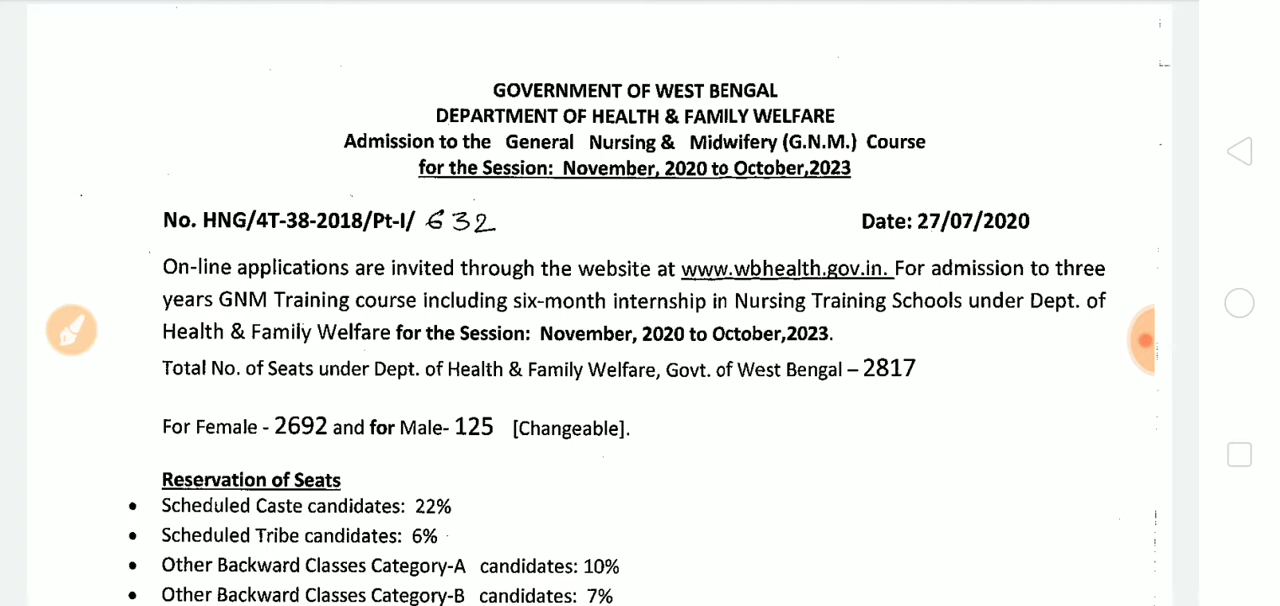 GOVERNMENT OF WEST BENGAL
DEPARTMENT OF HEALTH & FAMILY WELFARE
Admission to the General Nursing & Midwifery (G.N.M.) Course
for the Session: November, 2020 to October,2023
No. HNG/4T-38-2018/Pt-I/ 632 Date: 27/07/2020
On-line applications are invited through the website at www.wbhealth.gov.in. For admission to three
years GNM Training course including six-month internship in Nursing Training Schools under Dept. of
Health & Family Welfare for the Session: November, 2020 to October,2023.
Total No. of Seats under Dept. of Health & Family Welfare, Govt. of West Bengal – 2817
For Female - 2692 and for Male- 125 [Changeable].
Reservation of Seats
• Scheduled Caste candidates: 22%
• Scheduled Tribe candidates: 6%
• Other Backward Classes Category-A candidates: 10%
• Other Backward Classes Category-B candidates: 7%